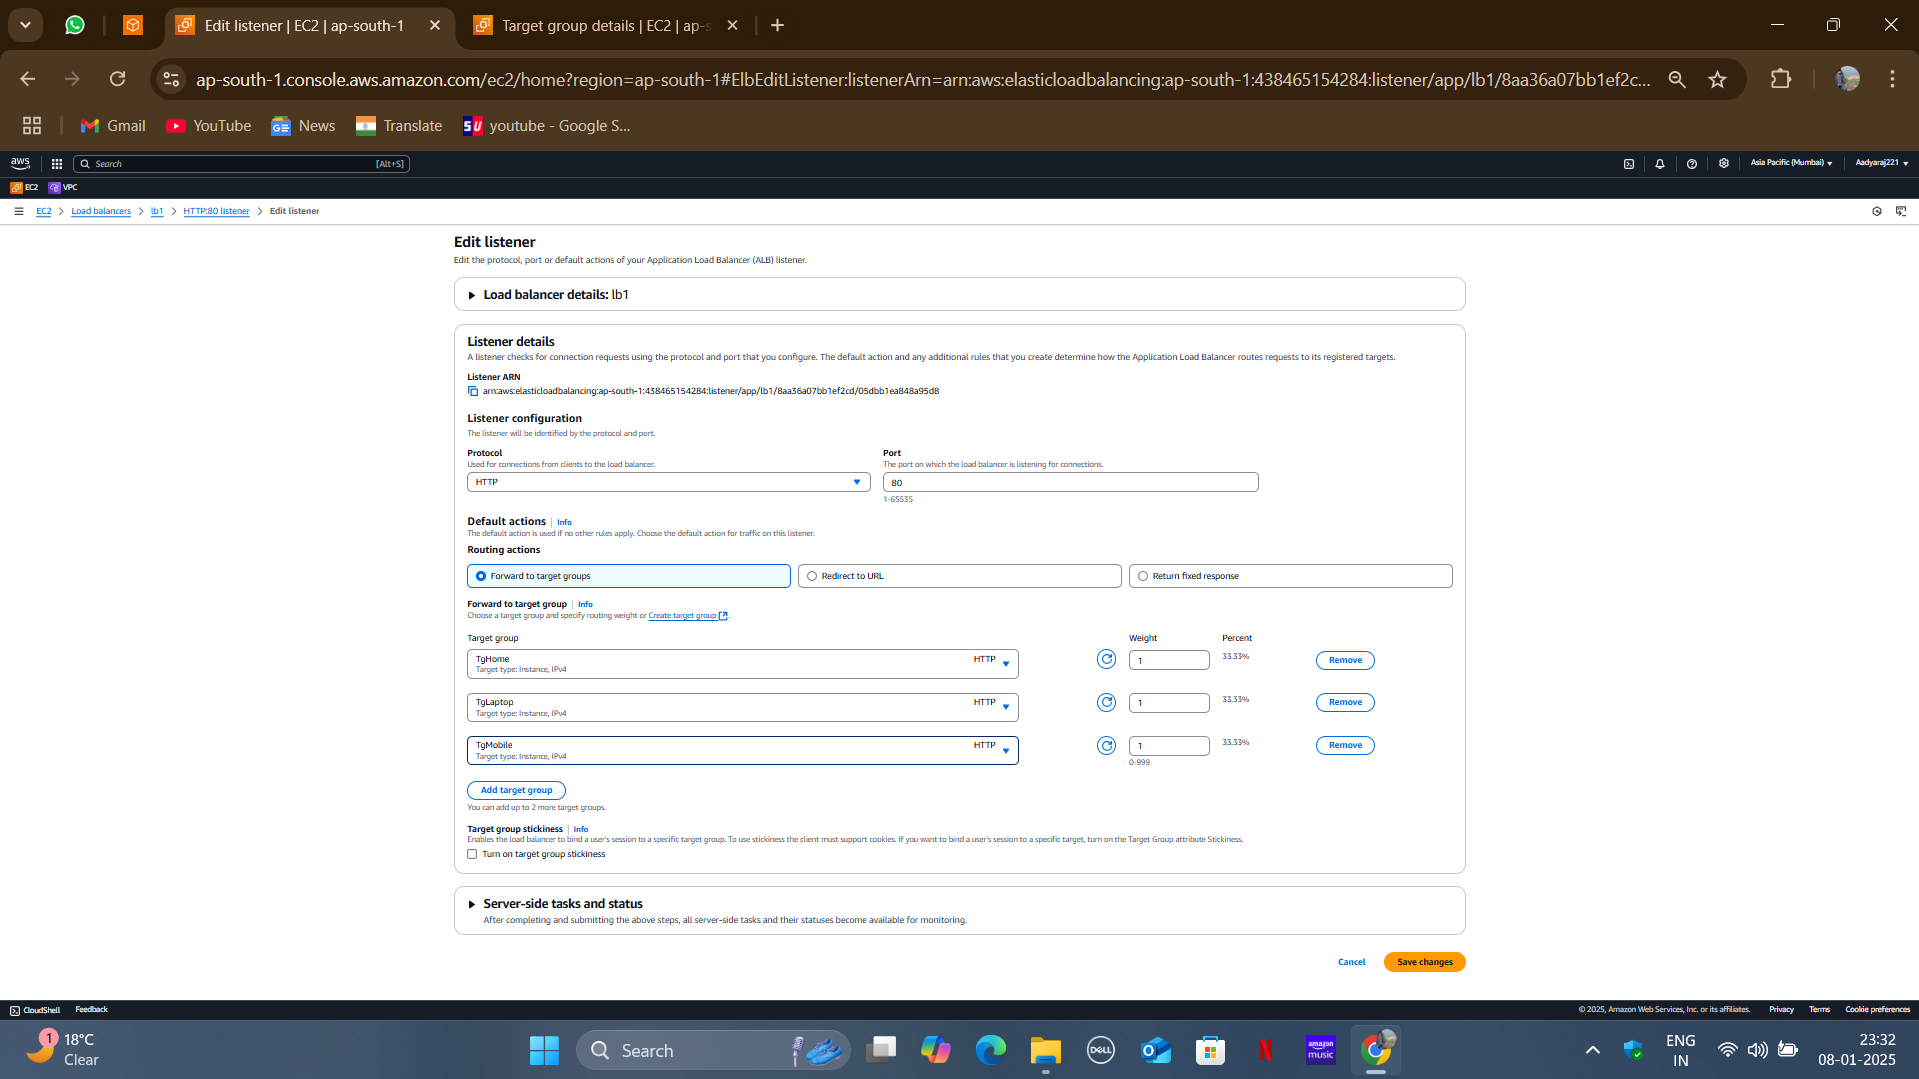 Edit listener | EC2 | ap-south-1
Target group details | EC2 | ap-s
ap-south-1.console.aws.amazon.com/ec2/home?region=ap-south-1#ElbEditListener:listenerArn=arn:aws:elasticloadbalancing:ap-south-1:438465154284:listener/app/lb1/8aa36a07bb1ef2c...
Gmail
YouTube
News
Translate
youtube - Google S...
aws
Search
[Alt+S]
Asia Pacific (Mumbai)
Aadyaraj221
EC2
VPC
EC2 > Load balancers > lb1 > HTTP:80 listener > Edit listener
Edit listener
Edit the protocol, port or default actions of your Application Load Balancer (ALB) listener.
Load balancer details: lb1
Listener details
A listener checks for connection requests using the protocol and port that you configure. The default action and any additional rules that you create determine how the Application Load Balancer routes requests to its registered targets.
Listener ARN
arn:aws:elasticloadbalancing:ap-south-1:438465154284:listener/app/lb1/8aa36a07bb1ef2cd/05dbb1ea848a95d8
Listener configuration
The listener will be identified by the protocol and port.
Protocol
Used for connections from clients to the load balancer.
HTTP
Port
The port on which the load balancer is listening for connections.
80
1-65535
Default actions | Info
The default action is used if no other rules apply. Choose the default action for traffic on this listener.
Routing actions
Forward to target groups
Redirect to URL
Return fixed response
Forward to target group | Info
Choose a target group and specify routing weight or Create target group.
Target group
Weight
Percent
TgHome
HTTP
Target type: Instance, IPv4
1
33.33%
Remove
TgLaptop
HTTP
Target type: Instance, IPv4
1
33.33%
Remove
TgMobile
HTTP
Target type: Instance, IPv4
1
33.33%
Remove
0-999
Add target group
You can add up to 2 more target groups.
Target group stickiness | Info
Enables the load balancer to bind a user's session to a specific target group. To use stickiness the client must support cookies. If you want to bind a user's session to a specific target, turn on the Target Group attribute Stickiness.
Turn on target group stickiness
Server-side tasks and status
After completing and submitting the above steps, all server-side tasks and their statuses become available for monitoring.
Cancel
Save changes
CloudShell
Feedback
© 2025, Amazon Web Services, Inc. or its affiliates.
Privacy
Terms
Cookie preferences
1
18°C
Clear
Search
DELL
amazon music
ENG
IN
23:32
08-01-2025